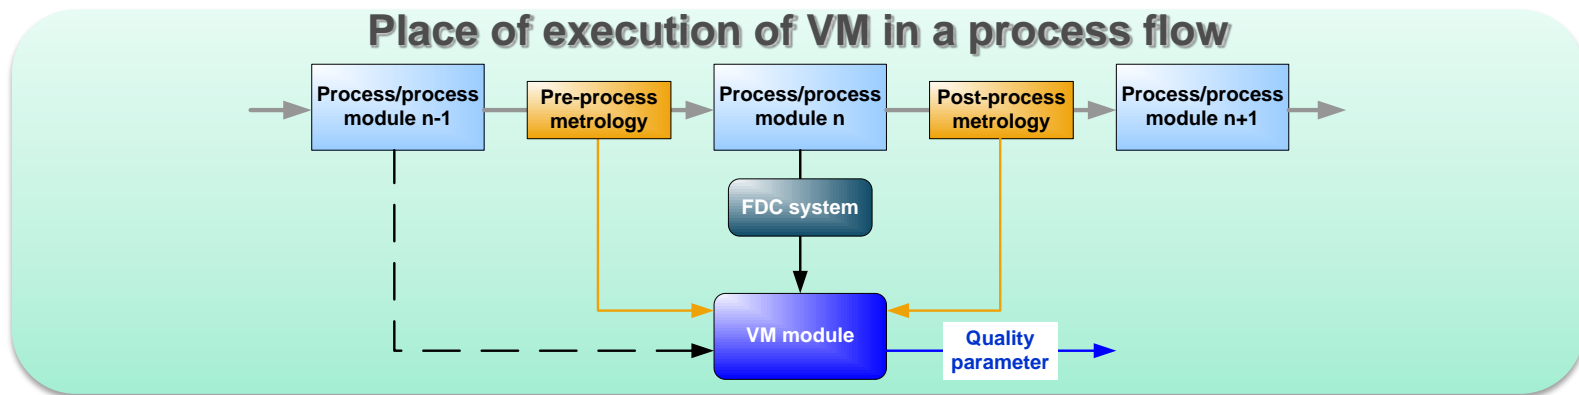 Place of execution of VM in a process flow
Process/process
module n-1
Pre-process
metrology
Process/process
module n
Post-process
metrology
Process/process
module n+1
FDC system
VM module
Quality
parameter